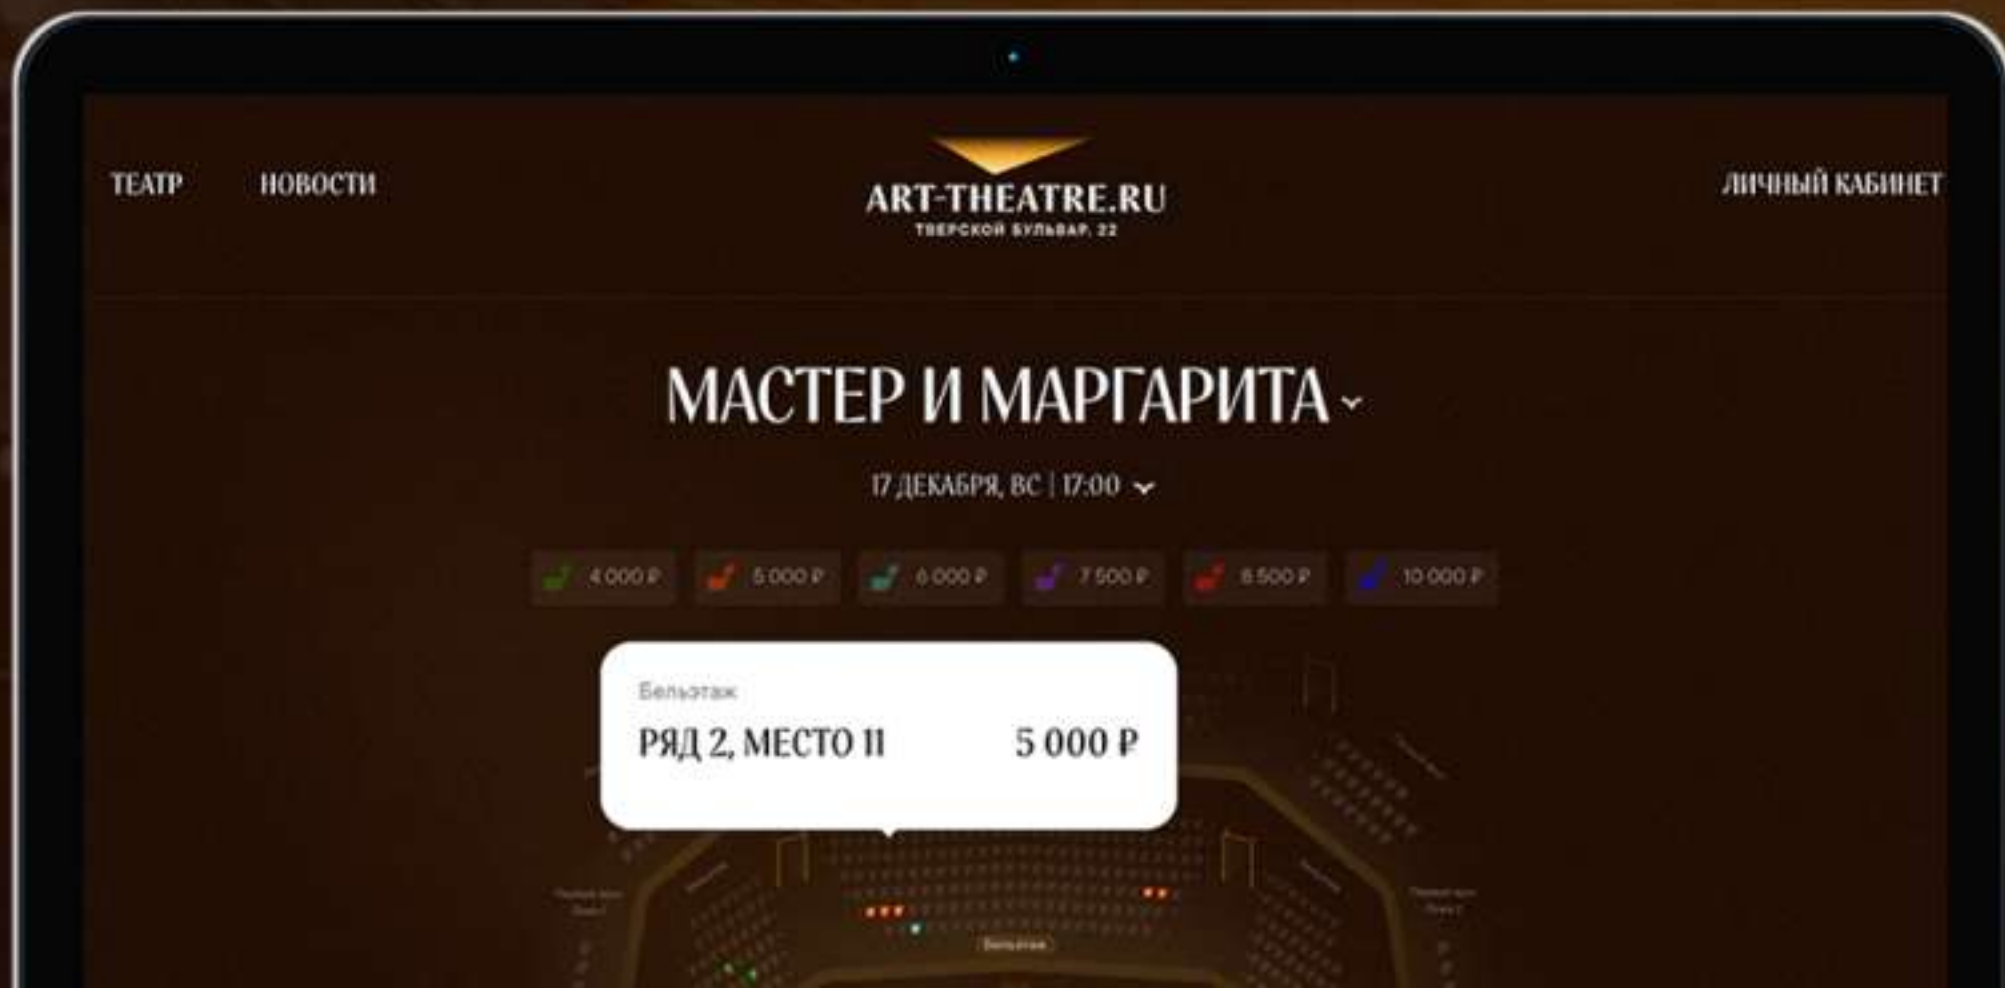 ТЕАТР
НОВОСТИ
ART-THEATRE.RU
ТВЕРСКОЙ БУЛЬВАР, 22
ЛИЧНЫЙ КАБИНЕТ
МАСТЕР И МАРГАРИТА
17 ДЕКАБРЯ, ВС | 17:00
4 000 ₽
5 000 ₽
6 000 ₽
7 500 ₽
8 500 ₽
10 000 ₽
Бельэтаж
РЯД 2, МЕСТО 11
5 000 ₽
Бельэтаж